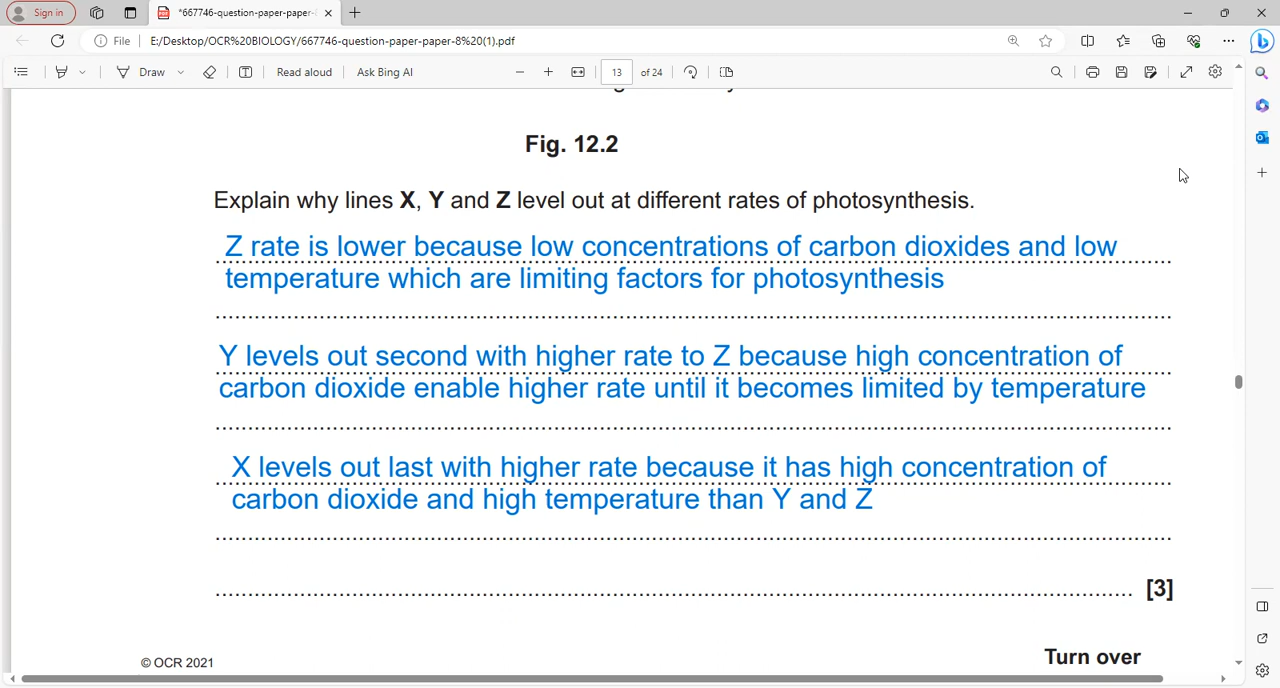 Sign in
*667746-question-paper-paper-
File
E:/Desktop/OCR%20BIOLOGY/667746-question-paper-paper-8%20(1).pdf
Draw
Read aloud
Ask Bing AI
13
of 24
Fig. 12.2
Explain why lines X, Y and Z level out at different rates of photosynthesis.
Z rate is lower because low concentrations of carbon dioxides and low
temperature which are limiting factors for photosynthesis
Y levels out second with higher rate to Z because high concentration of
carbon dioxide enable higher rate until it becomes limited by temperature
X levels out last with higher rate because it has high concentration of
carbon dioxide and high temperature than Y and Z
[3]
© OCR 2021
Turn over